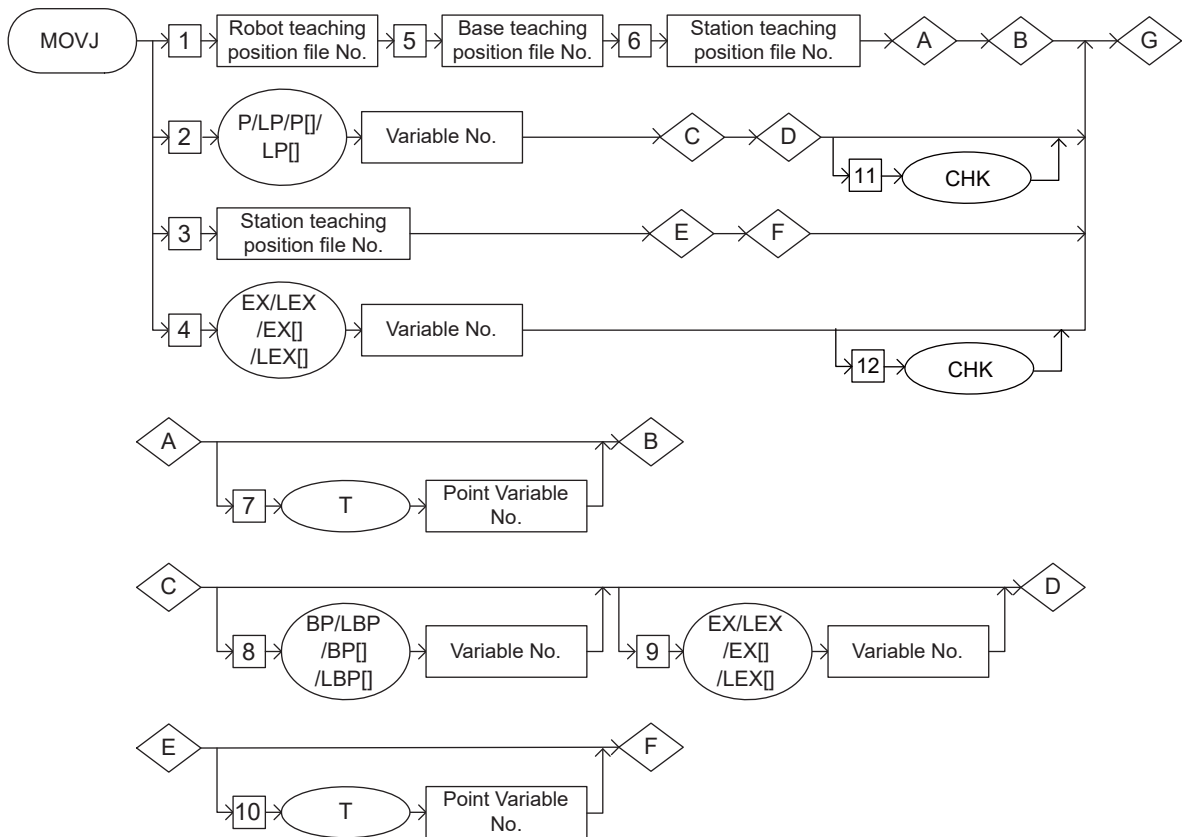 MOVJ
1
Robot teaching
position file No.
5
Base teaching
position file No.
6
Station teaching
position file No.
A
B
G
2
P/LP/P[]/
LP[]
Variable No.
C
D
11
CHK
3
Station teaching
position file No.
E
F
4
EX/LEX
/EX[]
/LEX[]
Variable No.
12
CHK
A
B
7
T
Point Variable
No.
C
D
8
BP/LBP
/BP[]
/LBP[]
Variable No.
9
EX/LEX
/EX[]
/LEX[]
Variable No.
E
F
10
T
Point Variable
No.